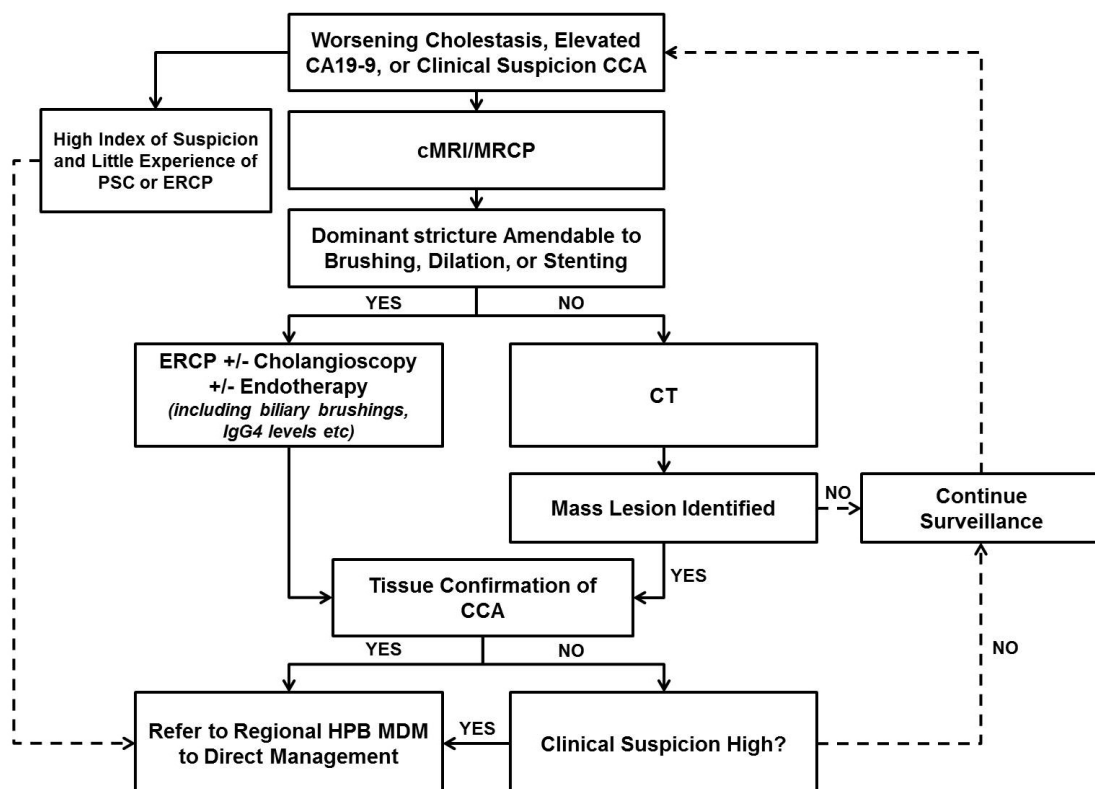 Worsening Cholestasis, Elevated
CA19-9, or Clinical Suspicion CCA
High Index of Suspicion
and Little Experience of
PSC or ERCP
cMRI/MRCP
Dominant stricture Amendable to
Brushing, Dilation, or Stenting
YES
NO
ERCP +/- Cholangioscopy
+/- Endotherapy
(including biliary brushings,
IgG4 levels etc)
CT
Mass Lesion Identified
NO
Continue
Surveillance
YES
Tissue Confirmation of
CCA
YES
NO
NO
Refer to Regional HPB MDM
to Direct Management
YES
Clinical Suspicion High?